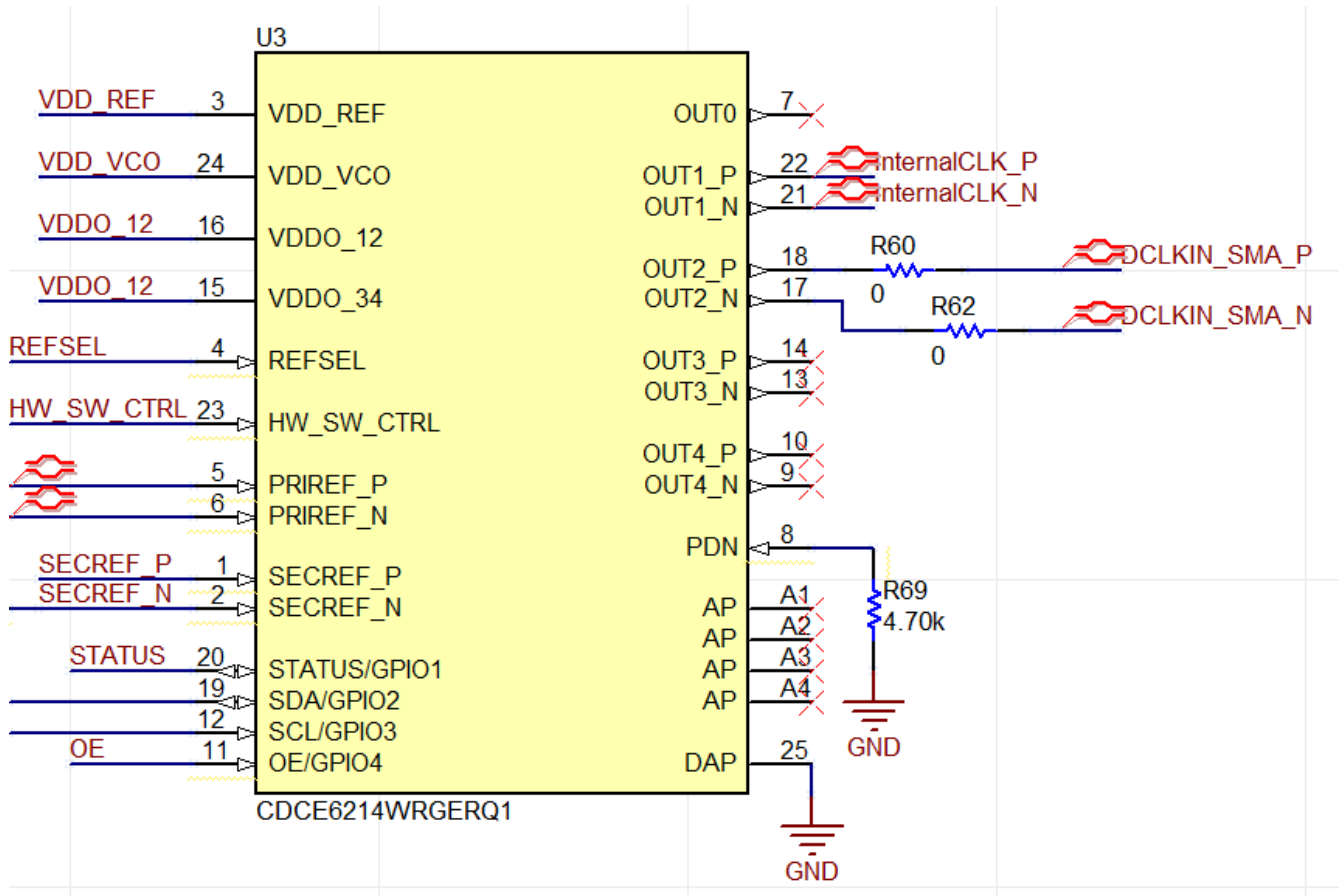 U3
VDD_REF 3 VDD_REF OUT0 7
VDD_VCO 24 VDD_VCO OUT1_P 22 InternalCLK_P
OUT1_N 21 InternalCLK_N
VDDO_12 16 VDDO_12
R60
OUT2_P 18 DCLKIN_SMA_P
0
VDDO_12 15 VDDO_34 OUT2_N 17
R62
DCLKIN_SMA_N
0
REFSEL 4 REFSEL OUT3_P 14
OUT3_N 13
HW_SW_CTRL 23 HW_SW_CTRL
OUT4_P 10
5 PRIREF_P OUT4_N 9
6 PRIREF_N
PDN 8
SECREF_P 1 SECREF_P
SECREF_N 2 SECREF_N AP A1
R69
4.70k
AP A2
STATUS 20 STATUS/GPIO1 AP A3
19 SDA/GPIO2 AP A4
12 SCL/GPIO3
GND
OE 11 OE/GPIO4 DAP 25
CDCE6214WRGERQ1
GND